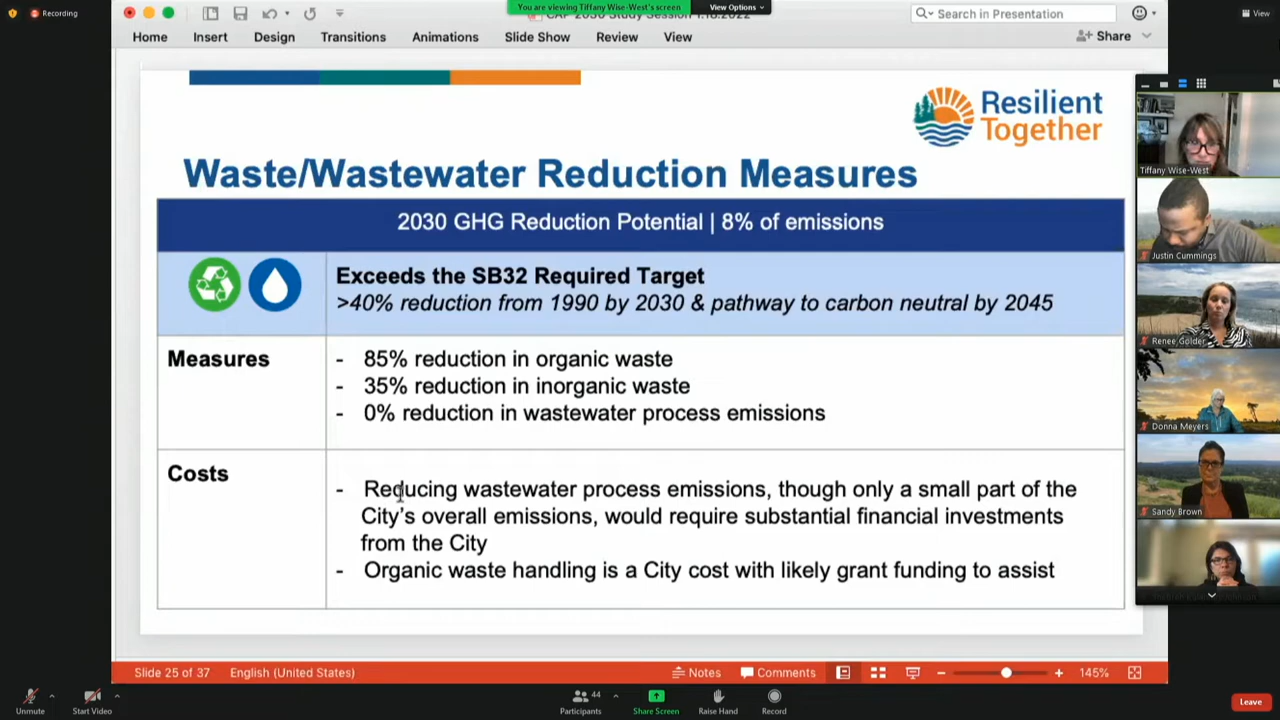 Recording
You are viewing Tiffany Wise-West's screen
View Options
View
CAP 2030 Study Session 1.18.2022
Search in Presentation
Home
Insert
Design
Transitions
Animations
Slide Show
Review
View
Share
Resilient
Together
Waste/Wastewater Reduction Measures
2030 GHG Reduction Potential | 8% of emissions
Exceeds the SB32 Required Target
>40% reduction from 1990 by 2030 & pathway to carbon neutral by 2045
Measures
- 85% reduction in organic waste
- 35% reduction in inorganic waste
- 0% reduction in wastewater process emissions
Costs
- Reducing wastewater process emissions, though only a small part of the
City's overall emissions, would require substantial financial investments
from the City
- Organic waste handling is a City cost with likely grant funding to assist
Tiffany Wise-West
Justin Cummings
Renee Golder
Donna Meyers
Sandy Brown
Slide 25 of 37
English (United States)
Notes
Comments
145%
Unmute
Start Video
44
Participants
Share Screen
Raise Hand
Record
Leave